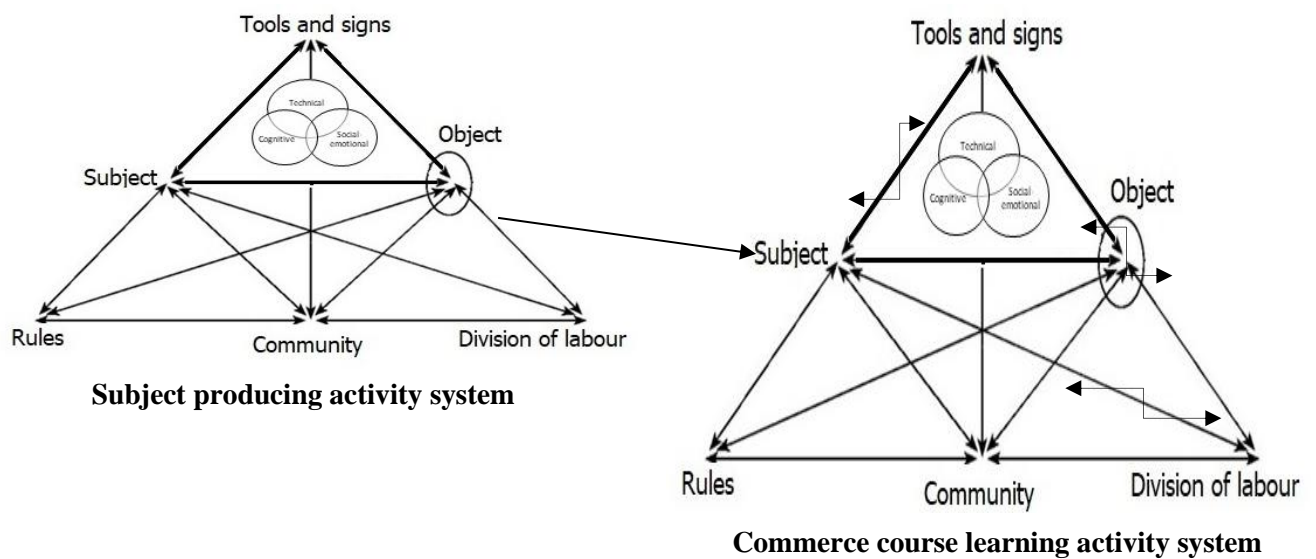 Tools and signs
Technical
Cognitive
Social-
emotional
Object
Subject
Rules
Community
Division of labour
Subject producing activity system
Tools and signs
Technical
Cognitive
Social-
emotional
Object
Subject
Rules
Community
Division of labour
Commerce course learning activity system